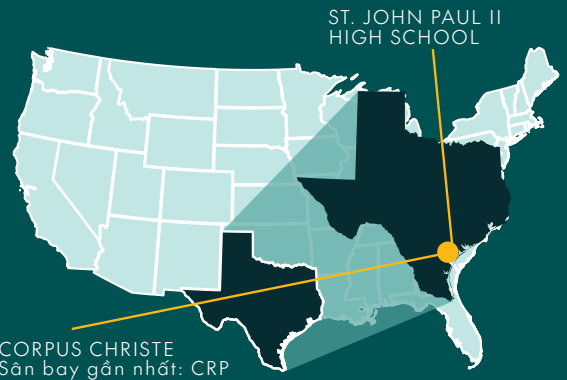 ST. JOHN PAUL II
HIGH SCHOOL
CORPUS CHRISTE
Sân bay gần nhất: CRP